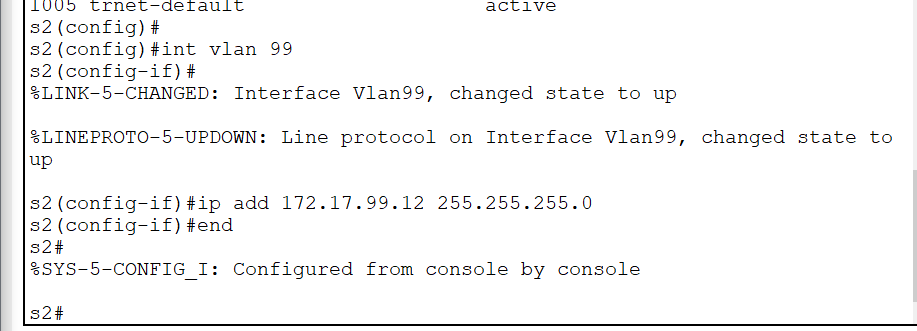 1005 trnet-default active
s2(config)#
s2(config)#int vlan 99
s2(config-if)#
%LINK-5-CHANGED: Interface Vlan99, changed state to up
%LINEPROTO-5-UPDOWN: Line protocol on Interface Vlan99, changed state to
up
s2(config-if)#ip add 172.17.99.12 255.255.255.0
s2(config-if)#end
s2#
%SYS-5-CONFIG_I: Configured from console by console
s2#